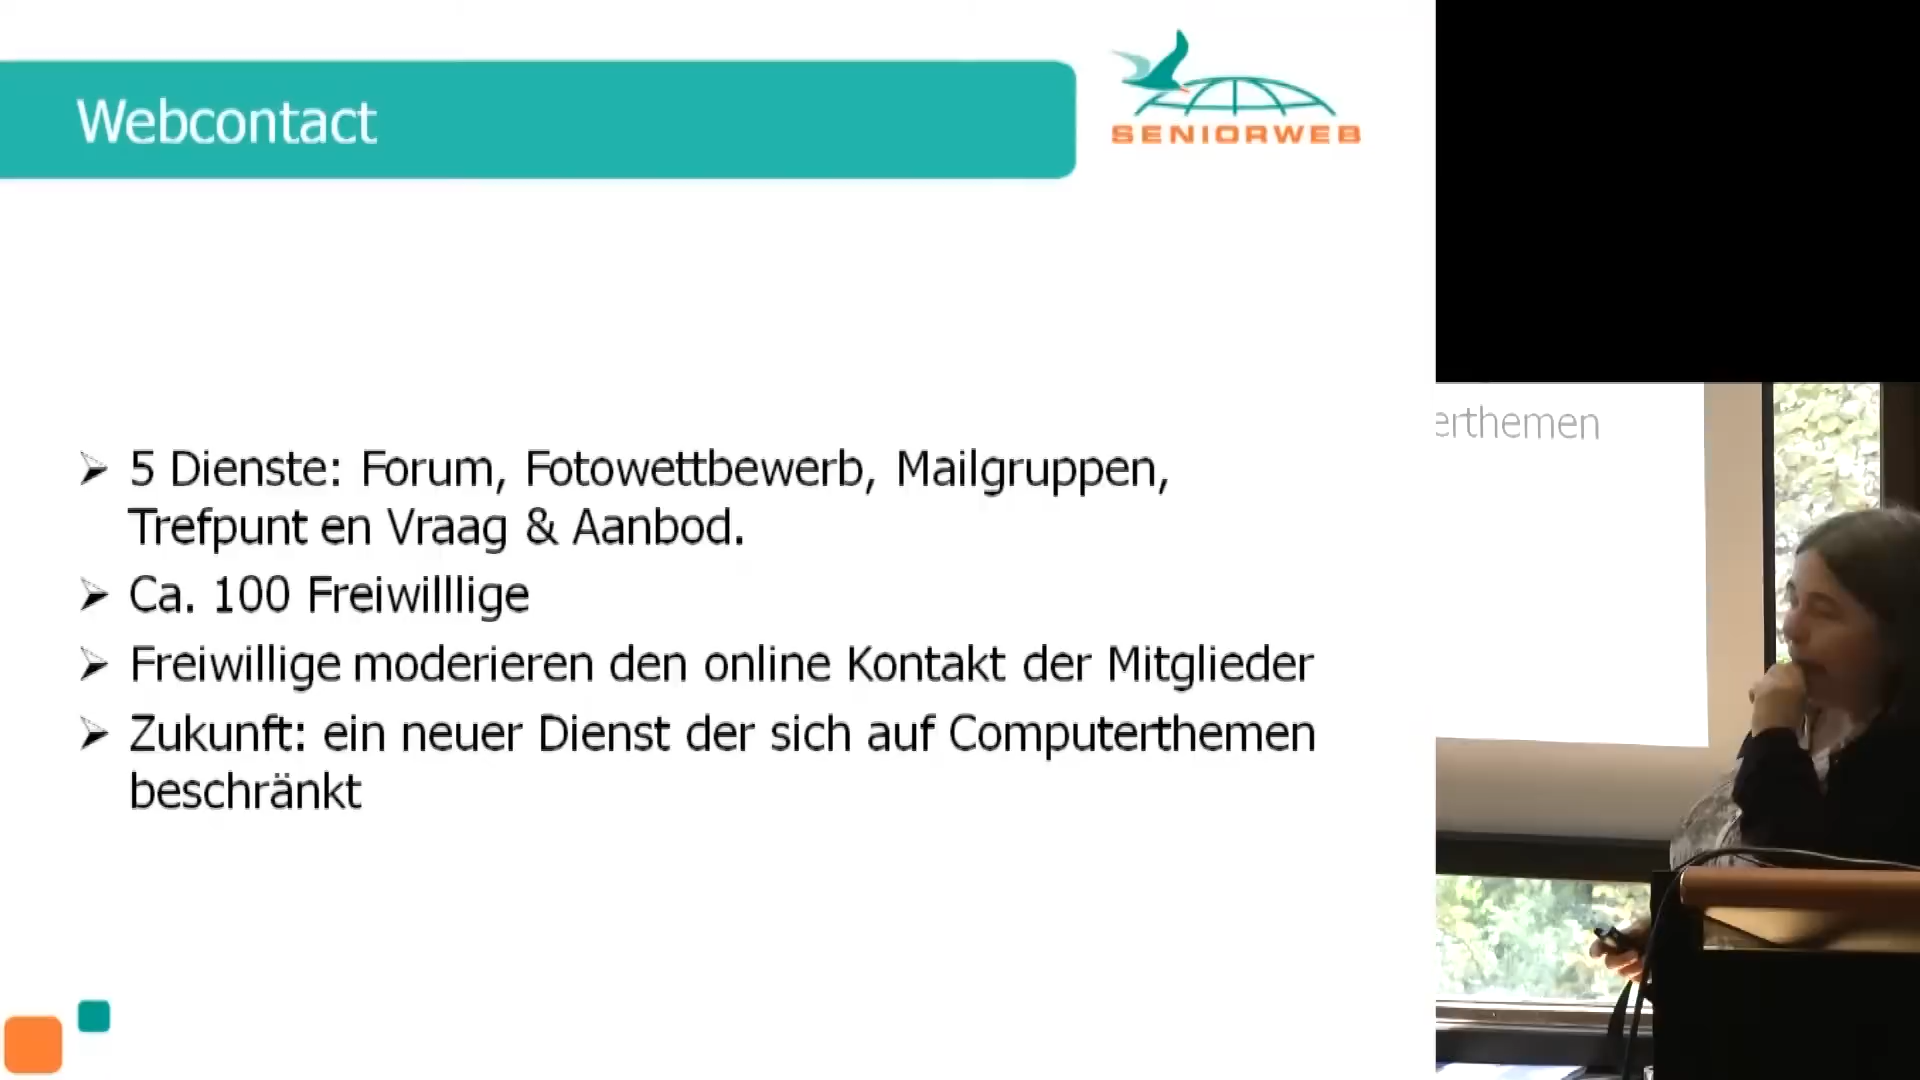 Webcontact
SENIORWEB
➢ 5 Dienste: Forum, Fotowettbewerb, Mailgruppen,
Trefpunt en Vraag & Aanbod.
➢ Ca. 100 Freiwilllige
➢ Freiwillige moderieren den online Kontakt der Mitglieder
➢ Zukunft: ein neuer Dienst der sich auf Computerthemen
beschränkt
erthemen